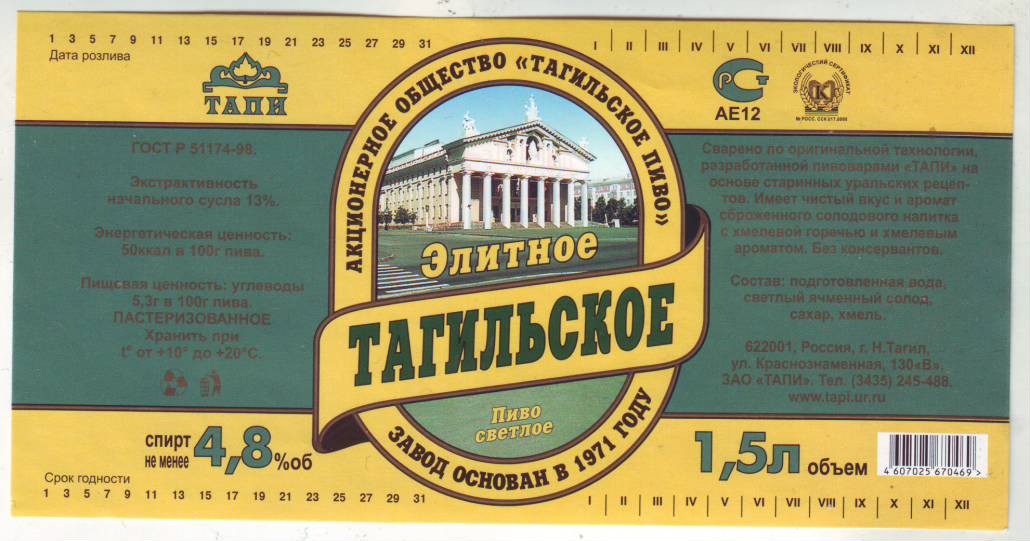 1 3 5 7 9 11 13 15 17 19 21 23 25 27 29 31
Дата розлива
ТАПИ
ГОСТ Р 51174-98.
Экстрактивность
начального сусла 13%.
Энергетическая ценность:
50ккал в 100г пива.
Пищевая ценность: углеводы
5,3г в 100г пива.
ПАСТЕРИЗОВАННОЕ
Хранить при
t° от +10° до +20°С.
спирт
не менее
4,8 %об
Срок годности
1 3 5 7 9 11 13 15 17 19 21 23 25 27 29 31
АКЦИОНЕРНОЕ ОБЩЕСТВО «ТАГИЛЬСКОЕ ПИВО»
Элитное
ТАГИЛЬСКОЕ
Пиво
светлое
ЗАВОД ОСНОВАН В 1971 ГОДУ
I II III IV V VI VII VIII IX X XI XII
РСТ
АЕ12
ЭКОЛОГИЧЕСКИЙ СЕРТИФИКАТ
Сварено по оригинальной технологии,
разработанной пивоварами «ТАПИ» на
основе старинных уральских рецеп-
тов. Имеет чистый вкус и аромат
сброженного солодового напитка
с хмелевой горечью и хмелевым
ароматом. Без консервантов.
Состав: подготовленная вода,
светлый ячменный солод,
сахар, хмель.
622001, Россия, г. Н.Тагил,
ул. Краснознаменная, 130«В».
ЗАО «ТАПИ». Тел. (3435) 245-488.
www.tapi.ur.ru
1,5л объем
4 607025 670469 >
I II III IV V VI VII VIII IX X XI XII